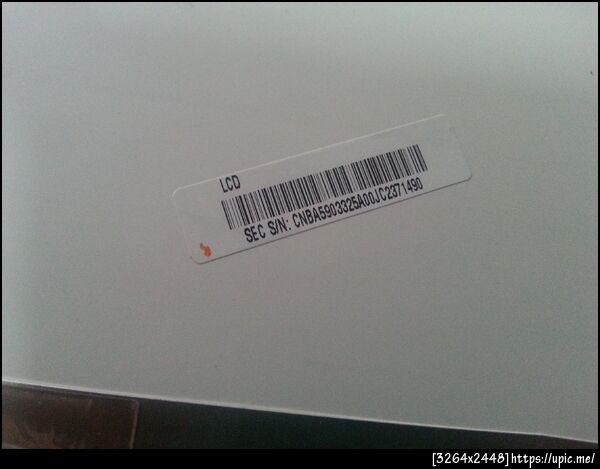 LCD
SEC S/N: CNBA5903325A00JC2371490
[3264x2448]https://upic.me/